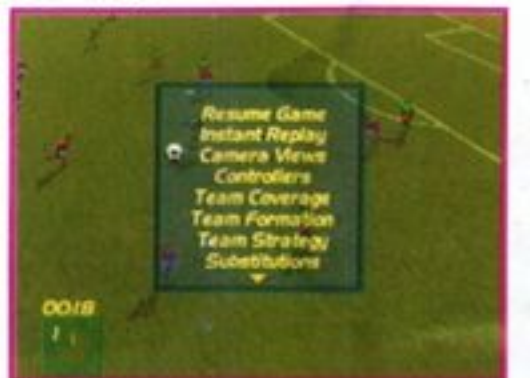 Resume Game
Instant Replay
Camera Views
Controllers
Team Coverage
Team Formation
Team Strategy
Substitutions
00:18